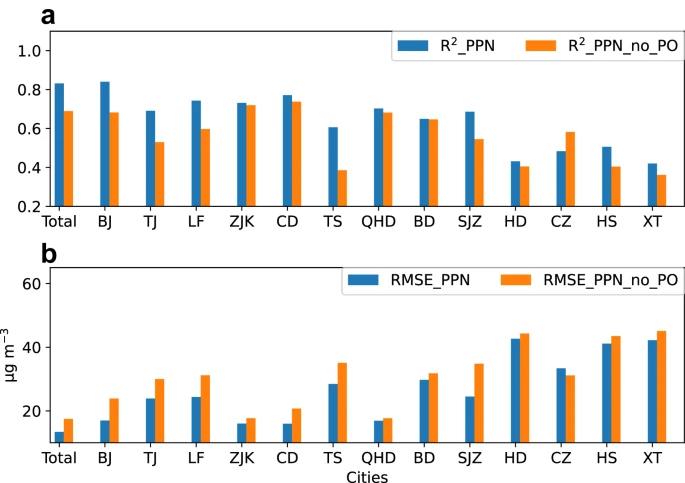 a
R²_PPN R²_PPN_no_PO
1.0
0.8
0.6
0.4
0.2
Total BJ TJ LF ZJK CD TS QHD BD SJZ HD CZ HS XT
b
RMSE_PPN RMSE_PPN_no_PO
60
40
20
µg m⁻³
Total BJ TJ LF ZJK CD TS QHD BD SJZ HD CZ HS XT
Cities